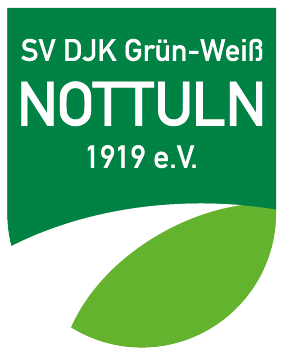 SV DJK Grün-Weiß
NOTTULN
1919 e.V.